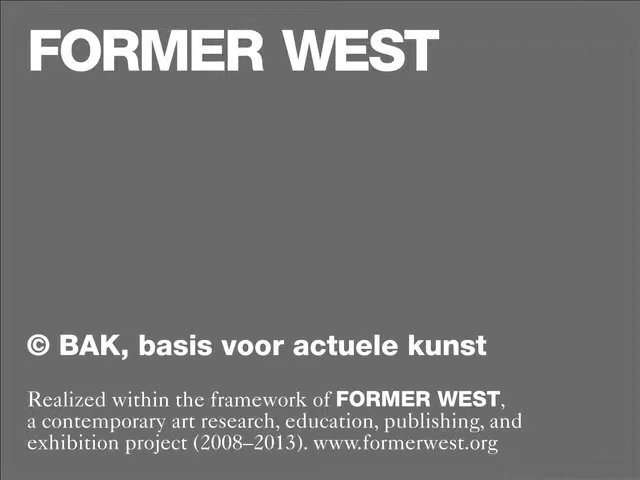 FORMER WEST
© BAK, basis voor actuele kunst
Realized within the framework of FORMER WEST,
a contemporary art research, education, publishing, and
exhibition project (2008–2013). www.formerwest.org